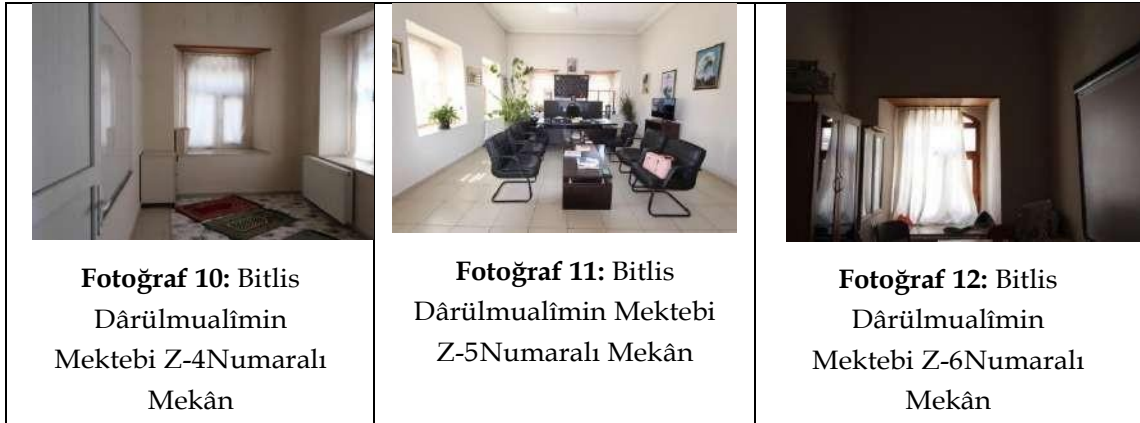 Fotoğraf 10: Bitlis
Dârülmualîmin
Mektebi Z-4Numaralı
Mekân
Fotoğraf 11: Bitlis
Dârülmualîmin Mektebi
Z-5Numaralı Mekân
Fotoğraf 12: Bitlis
Dârülmualîmin
Mektebi Z-6Numaralı
Mekân